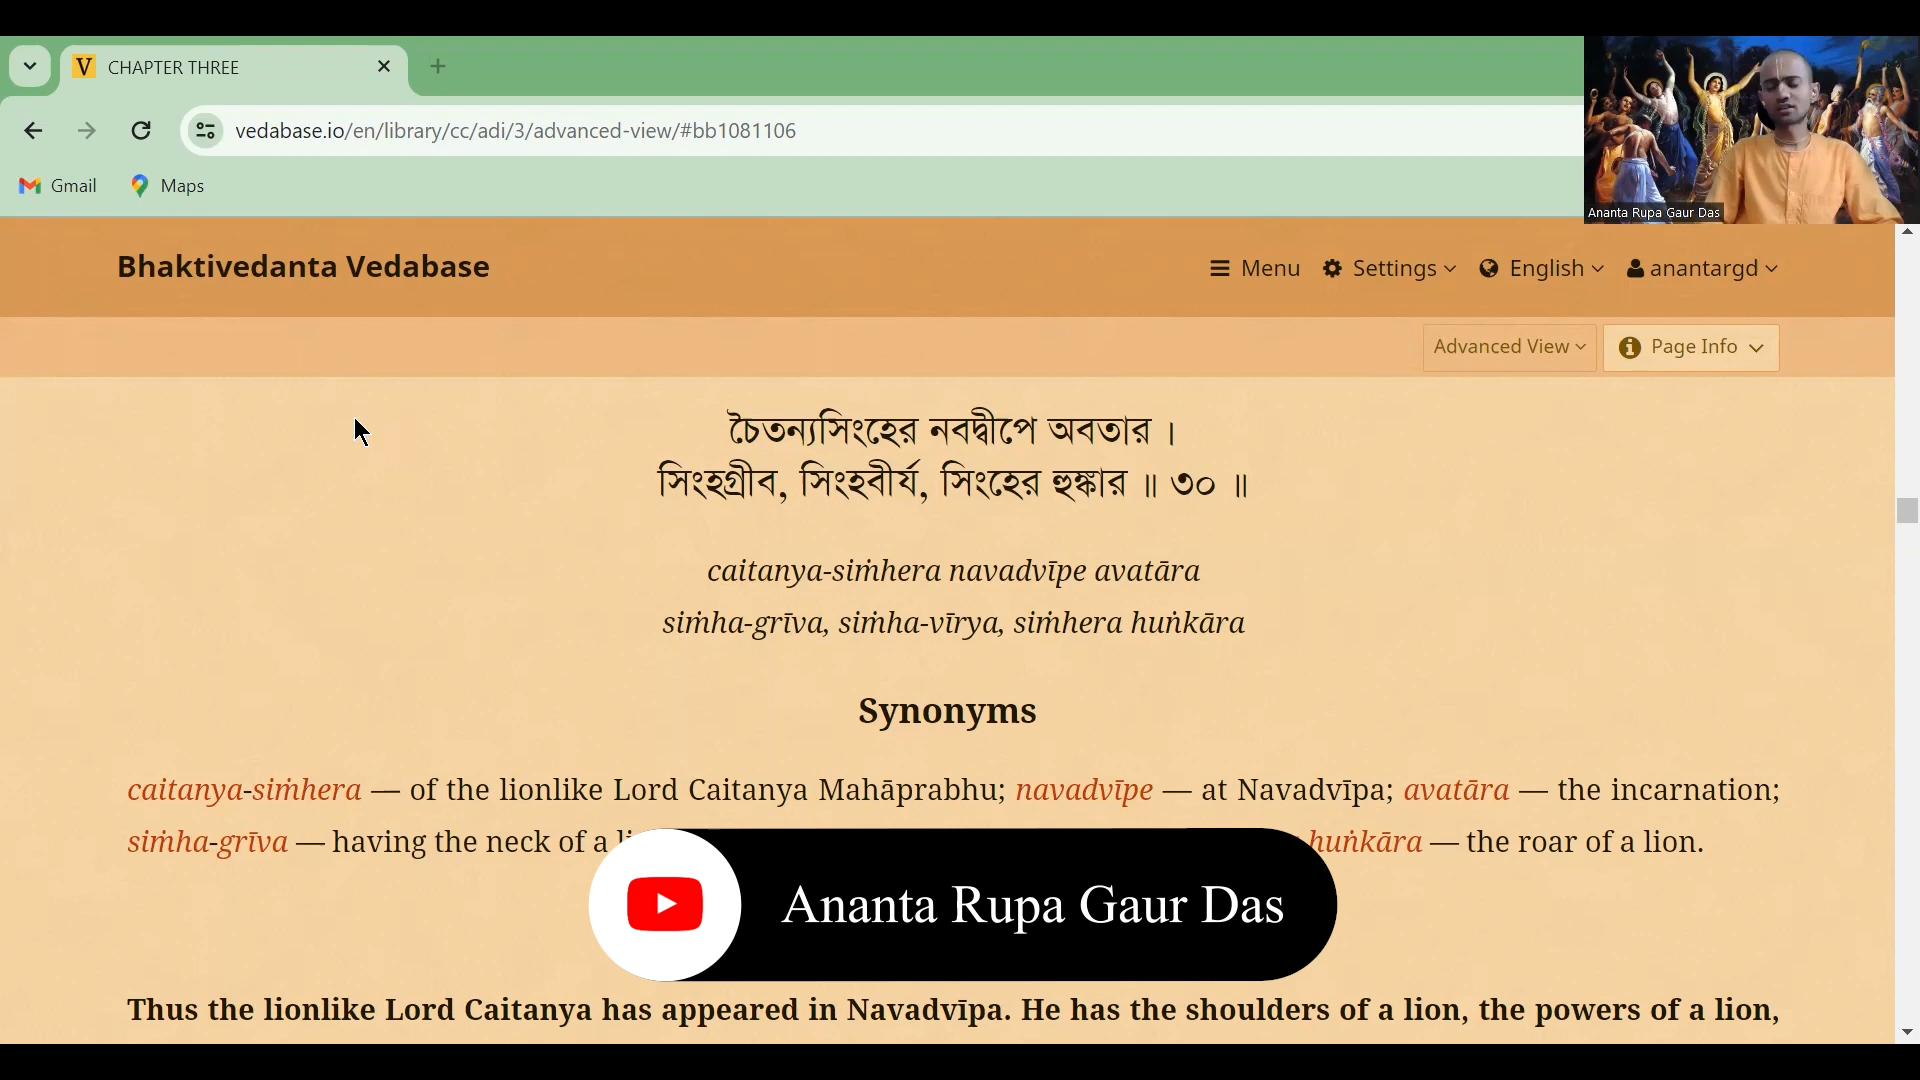 CHAPTER THREE
vedabase.io/en/library/cc/adi/3/advanced-view/#bb1081106
Gmail Maps
Ananta Rupa Gaur Das
Bhaktivedanta Vedabase
Menu Settings English anantargd
Advanced View Page Info
চৈতন্যসিংহের নবদ্বীপে অবতার ।
সিংহগ্রীব, সিংহবীর্য, সিংহের হুঙ্কার ॥ ৩০ ॥
caitanya-siṁhera navadvīpe avatāra
siṁha-grīva, siṁha-vīrya, siṁhera huṅkāra
Synonyms
caitanya-siṁhera — of the lionlike Lord Caitanya Mahāprabhu; navadvīpe — at Navadvīpa; avatāra — the incarnation;
siṁha-grīva — having the neck of a huṅkāra — the roar of a lion.
Ananta Rupa Gaur Das
Thus the lionlike Lord Caitanya has appeared in Navadvīpa. He has the shoulders of a lion, the powers of a lion,